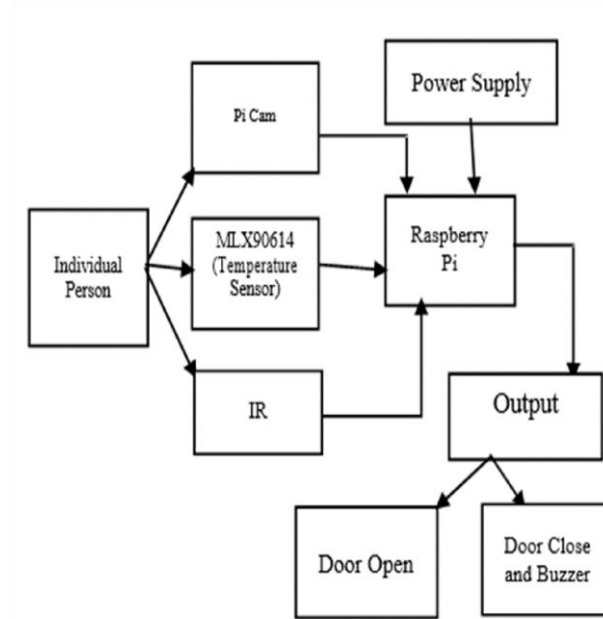 Power Supply
Pi Cam
Individual
Person
MLX90614
(Temperature
Sensor)
Raspberry
Pi
IR
Output
Door Open
Door Close
and Buzzer